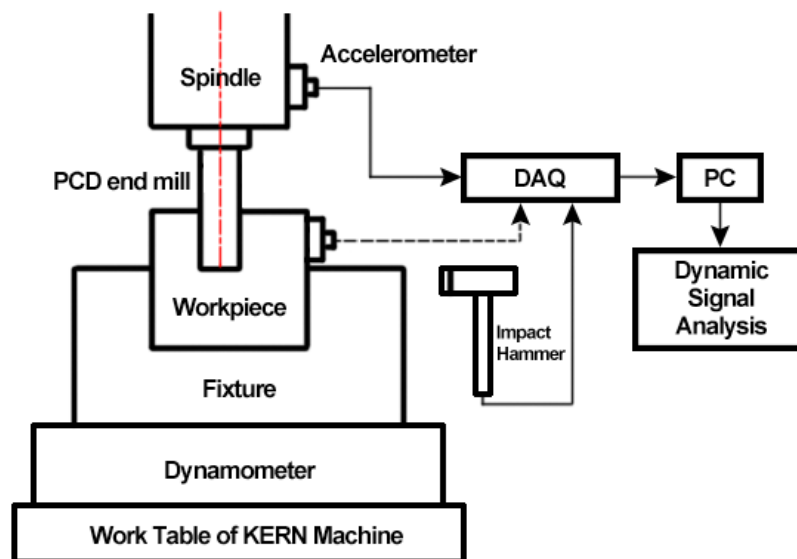 Accelerometer
Spindle
PCD end mill
DAQ
PC
Workpiece
Impact
Hammer
Dynamic
Signal
Analysis
Fixture
Dynamometer
Work Table of KERN Machine